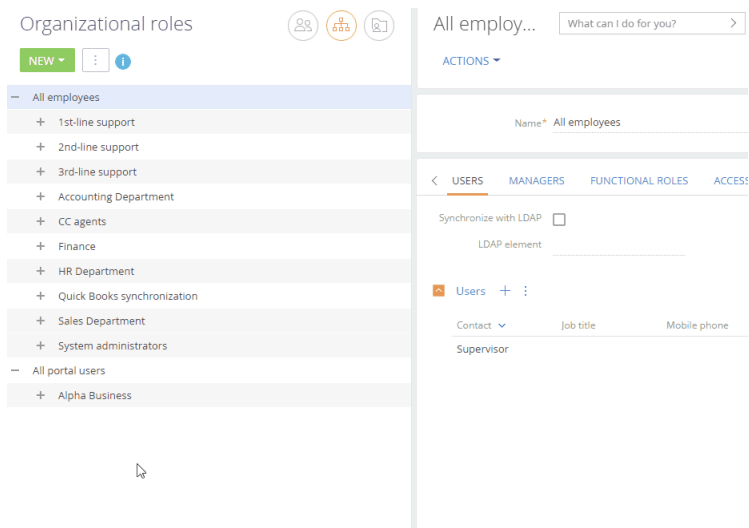 Organizational roles
NEW
All employees
1st-line support
2nd-line support
3rd-line support
Accounting Department
CC agents
Finance
HR Department
Quick Books synchronization
Sales Department
System administrators
All portal users
Alpha Business
All employ...
What can I do for you?
ACTIONS
Name* All employees
USERS MANAGERS FUNCTIONAL ROLES ACCESS
Synchronize with LDAP
LDAP element
Users
Contact Job title Mobile phone
Supervisor